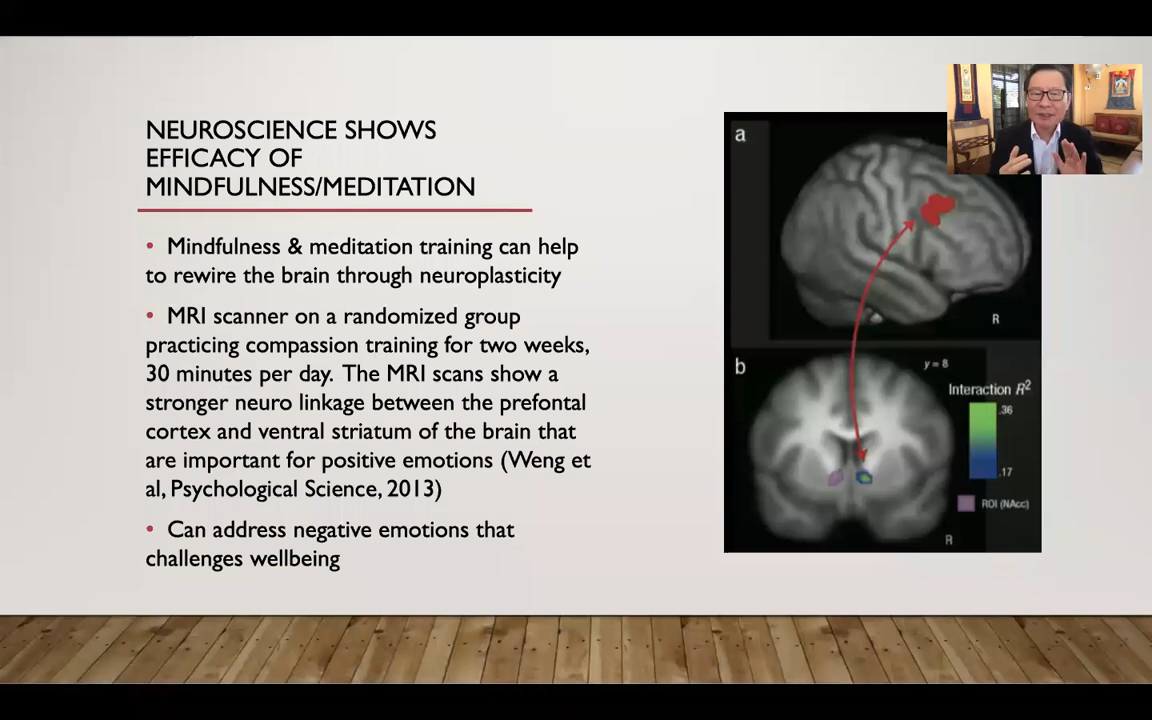 NEUROSCIENCE SHOWS
EFFICACY OF
MINDFULNESS/MEDITATION
• Mindfulness & meditation training can help
to rewire the brain through neuroplasticity
• MRI scanner on a randomized group
practicing compassion training for two weeks,
30 minutes per day. The MRI scans show a
stronger neuro linkage between the prefontal
cortex and ventral striatum of the brain that
are important for positive emotions (Weng et
al, Psychological Science, 2013)
• Can address negative emotions that
challenges wellbeing
a
R
b
y = 8
Interaction R²
.36
.17
ROI (NAcc)
R